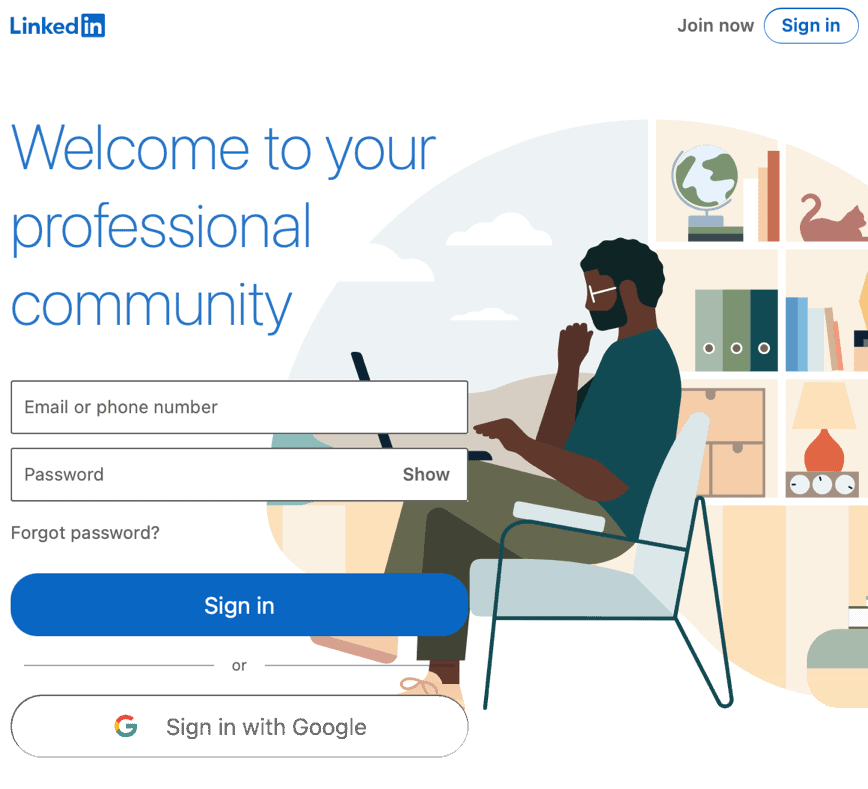 LinkedIn
Join now
Sign in
Welcome to your
professional
community
Email or phone number
Password
Show
Forgot password?
Sign in
or
Sign in with Google